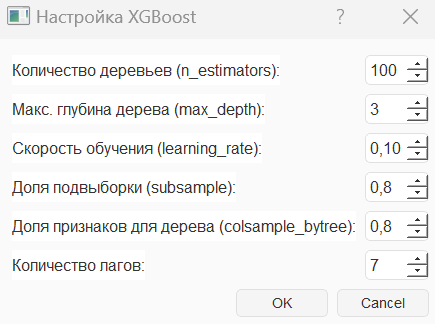 Настройка XGBoost
Количество деревьев (n_estimators): 100
Макс. глубина дерева (max_depth): 3
Скорость обучения (learning_rate): 0,10
Доля подвыборки (subsample): 0,8
Доля признаков для дерева (colsample_bytree): 0,8
Количество лагов: 7
OK Cancel